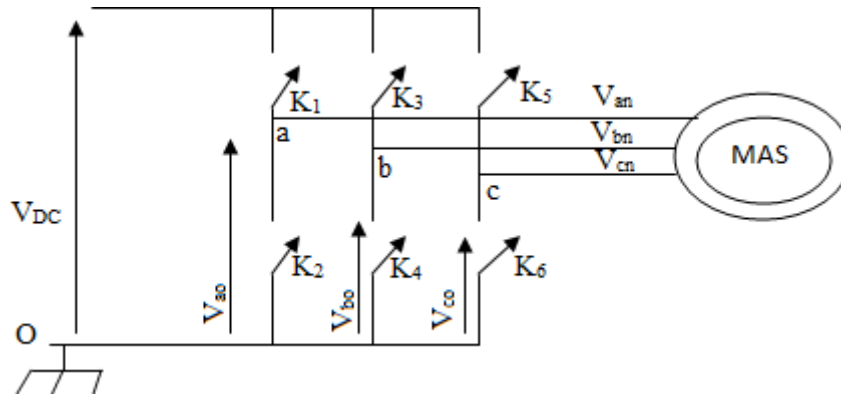 K1 K3 K5 Van
a Vbn MAS
b Vcn
c
VDC
K2 K4 K6
Vao Vbo Vco
O